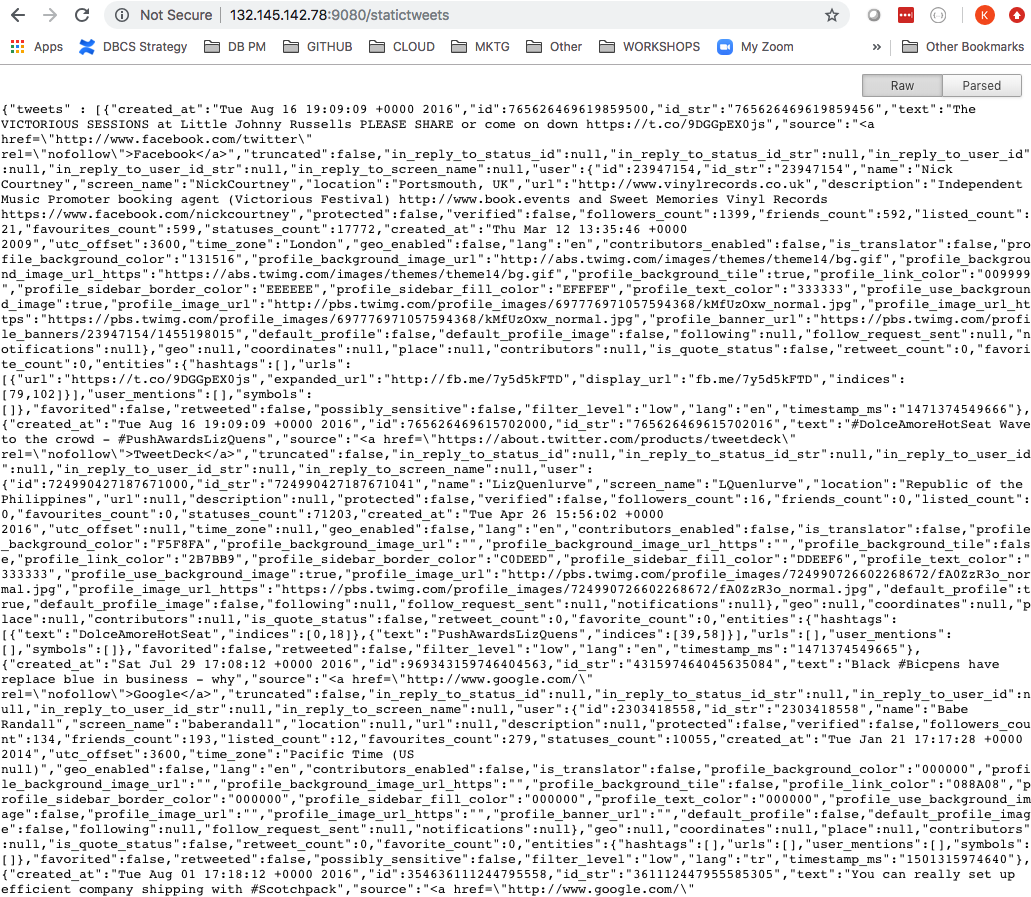 Not Secure | 132.145.142.78:9080/statictweets
K
Apps DBCS Strategy DB PM GITHUB CLOUD MKTG Other WORKSHOPS My Zoom » Other Bookmarks
Raw Parsed
{"tweets" : [{"created_at":"Tue Aug 16 19:09:09 +0000 2016","id":765626469619859500,"id_str":"765626469619859456","text":"The
VICTORIOUS SESSIONS at Little Johnny Russells PLEASE SHARE or come on down https://t.co/9DGGpEX0js","source":"<a
href=\"http://www.facebook.com/twitter\"
rel=\"nofollow\">Facebook</a>","truncated":false,"in_reply_to_status_id":null,"in_reply_to_status_id_str":null,"in_reply_to_user_id"
:null,"in_reply_to_user_id_str":null,"in_reply_to_screen_name":null,"user":{"id":23947154,"id_str":"23947154","name":"Nick
Courtney","screen_name":"NickCourtney","location":"Portsmouth, UK","url":"http://www.vinylrecords.co.uk","description":"Independent
Music Promoter booking agent (Victorious Festival) http://www.book.events and Sweet Memories Vinyl Records
https://www.facebook.com/nickcourtney","protected":false,"verified":false,"followers_count":1399,"friends_count":592,"listed_count":
21,"favourites_count":599,"statuses_count":17772,"created_at":"Thu Mar 12 13:35:46 +0000
2009","utc_offset":3600,"time_zone":"London","geo_enabled":false,"lang":"en","contributors_enabled":false,"is_translator":false,"pr
ofile_background_color":"131516","profile_background_image_url":"http://abs.twimg.com/images/themes/theme14/bg.gif","profile_backgrou
nd_image_url_https":"https://abs.twimg.com/images/themes/theme14/bg.gif","profile_background_tile":true,"profile_link_color":"009999
","profile_sidebar_border_color":"EEEEEE","profile_sidebar_fill_color":"EFEFEF","profile_text_color":"333333","profile_use_backgroun
d_image":true,"profile_image_url":"http://pbs.twimg.com/profile_images/697776971057594368/kMfUzOxw_normal.jpg","profile_image_url_ht
tps":"https://pbs.twimg.com/profile_images/697776971057594368/kMfUzOxw_normal.jpg","profile_banner_url":"https://pbs.twimg.com/profi
le_banners/23947154/1455198015","default_profile":false,"default_profile_image":false,"following":null,"follow_request_sent":null,"n
otifications":null},"geo":null,"coordinates":null,"place":null,"contributors":null,"is_quote_status":false,"retweet_count":0,"favori
te_count":0,"entities":{"hashtags":[],"urls":
[{"url":"https://t.co/9DGGpEX0js","expanded_url":"http://fb.me/7y5d5kFTD","display_url":"fb.me/7y5d5kFTD","indices":
[79,102]}],"user_mentions":[],"symbols":
[]},"favorited":false,"retweeted":false,"possibly_sensitive":false,"filter_level":"low","lang":"en","timestamp_ms":"1471374549666"},
{"created_at":"Tue Aug 16 19:09:09 +0000 2016","id":765626469615702000,"id_str":"765626469615702016","text":"#DolceAmoreHotSeat Wave
to the crowd - #PushAwardsLizQuens","source":"<a href=\"https://about.twitter.com/products/tweetdeck\"
rel=\"nofollow\">TweetDeck</a>","truncated":false,"in_reply_to_status_id":null,"in_reply_to_status_id_str":null,"in_reply_to_user_id
":null,"in_reply_to_user_id_str":null,"in_reply_to_screen_name":null,"user":
{"id":724990427187671000,"id_str":"724990427187671041","name":"LizQuenlurve","screen_name":"LQuenlurve","location":"Republic of the
Philippines","url":null,"description":null,"protected":false,"verified":false,"followers_count":16,"friends_count":0,"listed_count"
:0,"favourites_count":0,"statuses_count":71203,"created_at":"Tue Apr 26 15:56:02 +0000
2016","utc_offset":null,"time_zone":null,"geo_enabled":false,"lang":"en","contributors_enabled":false,"is_translator":false,"profile
_background_color":"F5F8FA","profile_background_image_url":"","profile_background_image_url_https":"","profile_background_tile":fals
e,"profile_link_color":"2B7BB9","profile_sidebar_border_color":"C0DEED","profile_sidebar_fill_color":"DDEEF6","profile_text_color":"
333333","profile_use_background_image":true,"profile_image_url":"http://pbs.twimg.com/profile_images/724990726602268672/fA0ZzR3o_nor
mal.jpg","profile_image_url_https":"https://pbs.twimg.com/profile_images/724990726602268672/fA0ZzR3o_normal.jpg","default_profile":t
rue,"default_profile_image":false,"following":null,"follow_request_sent":null,"notifications":null},"geo":null,"coordinates":null,"p
lace":null,"contributors":null,"is_quote_status":false,"retweet_count":0,"favorite_count":0,"entities":{"hashtags":
[{"text":"DolceAmoreHotSeat","indices":[0,18]},{"text":"PushAwardsLizQuens","indices":[39,58]}],"urls":[],"user_mentions":
[],"symbols":[]},"favorited":false,"retweeted":false,"filter_level":"low","lang":"en","timestamp_ms":"1471374549665"},
{"created_at":"Sat Jul 29 17:08:12 +0000 2016","id":969343159746404563,"id_str":"431597464045635084","text":"Black #Bicpens have
replace blue in business - why","source":"<a href=\"http://www.google.com/\"
rel=\"nofollow\">Google</a>","truncated":false,"in_reply_to_status_id":null,"in_reply_to_status_id_str":null,"in_reply_to_user_id":n
ull,"in_reply_to_user_id_str":null,"in_reply_to_screen_name":null,"user":{"id":2303418558,"id_str":"2303418558","name":"Babe
Randall","screen_name":"baberandall","location":null,"url":null,"description":null,"protected":false,"verified":false,"followers_cou
nt":134,"friends_count":193,"listed_count":12,"favourites_count":279,"statuses_count":10055,"created_at":"Tue Jan 21 17:17:28 +0000
2014","utc_offset":3600,"time_zone":"Pacific Time (US
null)","geo_enabled":false,"lang":"en","contributors_enabled":false,"is_translator":false,"profile_background_color":"000000","profi
le_background_image_url":"","profile_background_image_url_https":"","profile_background_tile":false,"profile_link_color":"088A08","p
rofile_sidebar_border_color":"000000","profile_sidebar_fill_color":"000000","profile_text_color":"000000","profile_use_background_im
age":false,"profile_image_url":"","profile_image_url_https":"","profile_banner_url":"","default_profile":false,"default_profile_imag
e":false,"following":null,"follow_request_sent":null,"notifications":null},"geo":null,"coordinates":null,"place":null,"contributors"
:null,"is_quote_status":false,"retweet_count":0,"favorite_count":0,"entities":{"hashtags":[],"urls":[],"user_mentions":[],"symbols":
[]},"favorited":false,"retweeted":false,"possibly_sensitive":false,"filter_level":"low","lang":"tr","timestamp_ms":"1501315974640"},
{"created_at":"Tue Aug 01 17:18:12 +0000 2016","id":354636111244795558,"id_str":"361112447955585305","text":"You can really set up
efficient company shipping with #Scotchpack","source":"<a href=\"http://www.google.com/\"